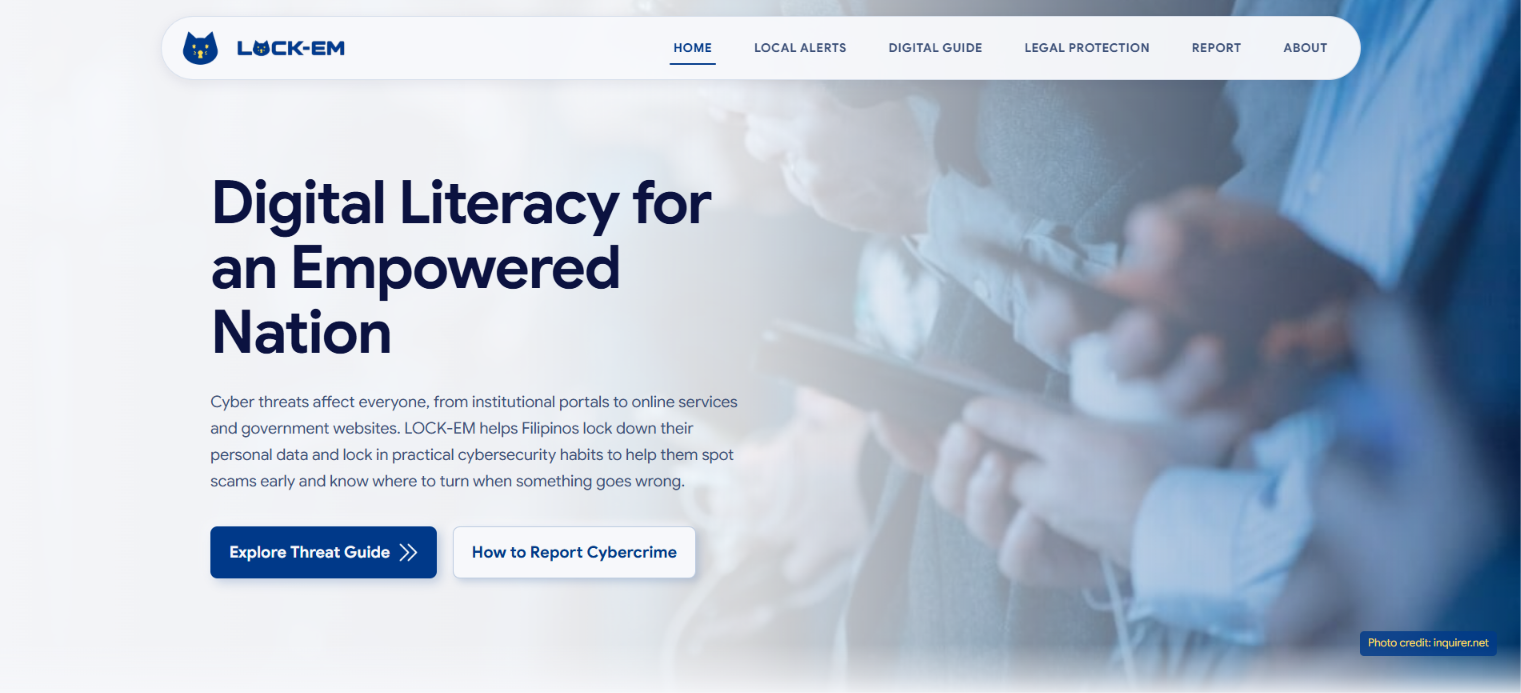 LOCK-EM
HOME
LOCAL ALERTS
DIGITAL GUIDE
LEGAL PROTECTION
REPORT
ABOUT
Digital Literacy for
an Empowered
Nation
Cyber threats affect everyone, from institutional portals to online services
and government websites. LOCK-EM helps Filipinos lock down their
personal data and lock in practical cybersecurity habits to help them spot
scams early and know where to turn when something goes wrong.
Explore Threat Guide
How to Report Cybercrime
Photo credit: inquirer.net